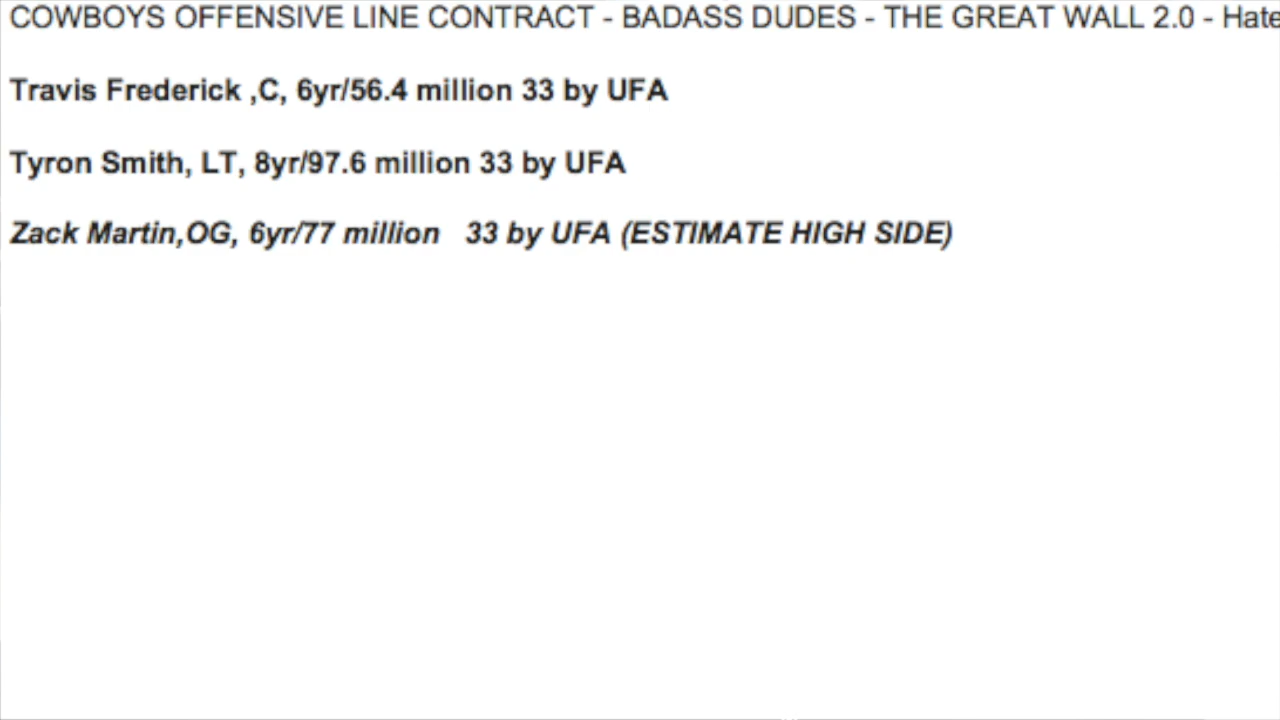 COWBOYS OFFENSIVE LINE CONTRACT - BADASS DUDES - THE GREAT WALL 2.0 - Hate
Travis Frederick ,C, 6yr/56.4 million 33 by UFA
Tyron Smith, LT, 8yr/97.6 million 33 by UFA
Zack Martin,OG, 6yr/77 million 33 by UFA (ESTIMATE HIGH SIDE)